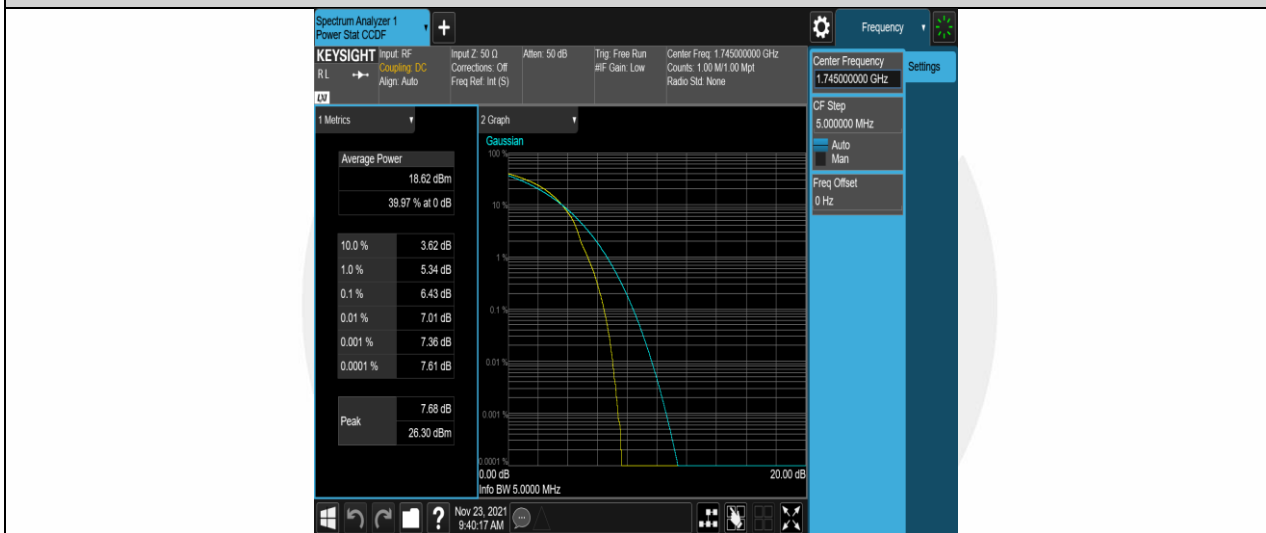 Spectrum Analyzer 1
Power Stat CCDF
+
Frequency
KEYSIGHT
RL
LXI
Input: RF
Coupling: DC
Align: Auto
Input Z: 50 Ω
Corrections: Off
Freq Ref: Int (S)
Atten: 50 dB
Trig: Free Run
#IF Gain: Low
Center Freq: 1.745000000 GHz
Counts: 1.00 M/1.00 Mpt
Radio Std: None
Center Frequency
1.745000000 GHz
Settings
CF Step
5.000000 MHz
Auto
Man
Freq Offset
0 Hz
1 Metrics
Average Power
18.62 dBm
39.97 % at 0 dB
10.0 % 3.62 dB
1.0 % 5.34 dB
0.1 % 6.43 dB
0.01 % 7.01 dB
0.001 % 7.36 dB
0.0001 % 7.61 dB
Peak
7.68 dB
26.30 dBm
2 Graph
Gaussian
100 %
10 %
1 %
0.1 %
0.01 %
0.001 %
0.0001 %
0.00 dB 20.00 dB
Info BW 5.0000 MHz
?
Nov 23, 2021
9:40:17 AM